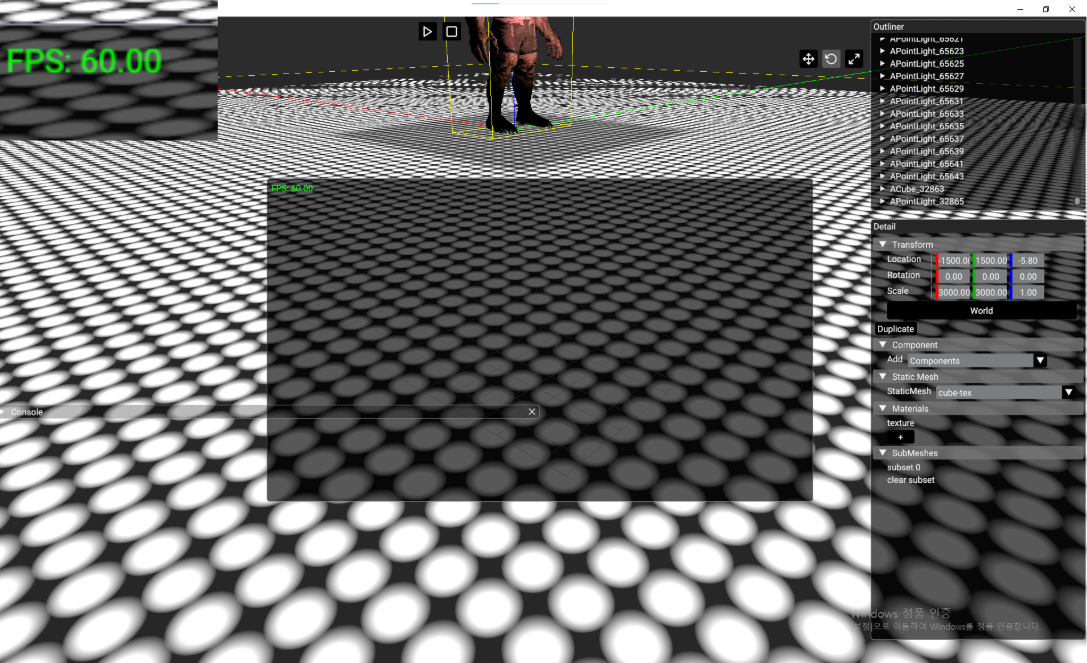 FPS: 60.00
FPS: 60.00
Console
Outliner
APointLight_65621
APointLight_65623
APointLight_65625
APointLight_65627
APointLight_65629
APointLight_65631
APointLight_65633
APointLight_65635
APointLight_65637
APointLight_65639
APointLight_65641
APointLight_65643
ACube_32863
APointLight_32865
Detail
Transform
Location -1500.00 1500.00 -5.80
Rotation 0.00 0.00 0.00
Scale 3000.00 3000.00 1.00
World
Duplicate
Component
Add Components
Static Mesh
StaticMesh cube-tex
Materials
texture
+
SubMeshes
subset 0
clear subset
Windows 정품 인증
[설정]으로 이동하여 Windows를 정품 인증합니다.